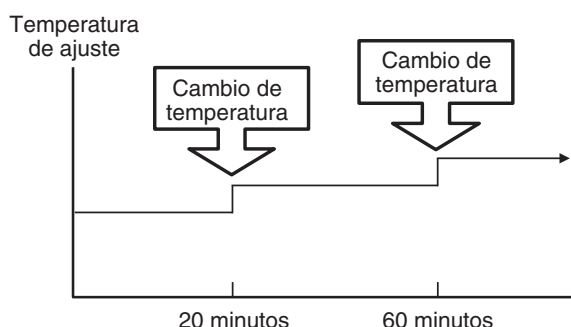 Temperatura
de ajuste
Cambio de
temperatura
Cambio de
temperatura
20 minutos
60 minutos